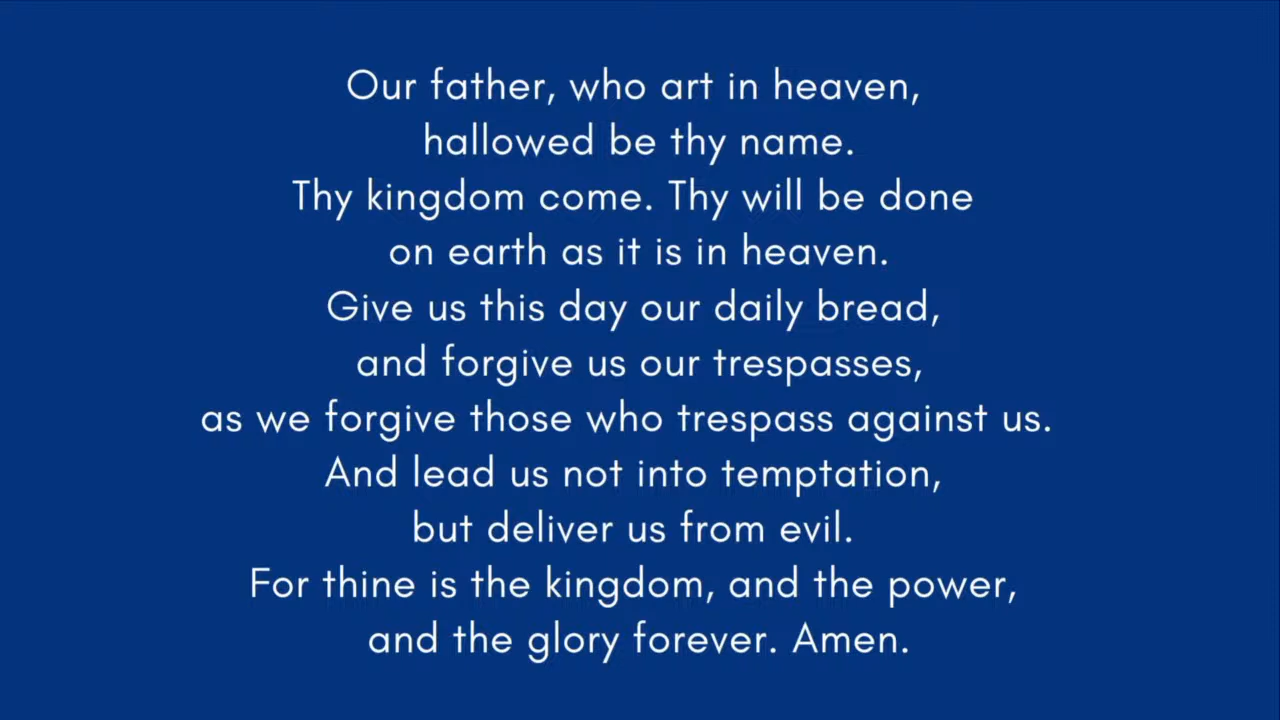 Our father, who art in heaven,
hallowed be thy name.
Thy kingdom come. Thy will be done
on earth as it is in heaven.
Give us this day our daily bread,
and forgive us our trespasses,
as we forgive those who trespass against us.
And lead us not into temptation,
but deliver us from evil.
For thine is the kingdom, and the power,
and the glory forever. Amen.